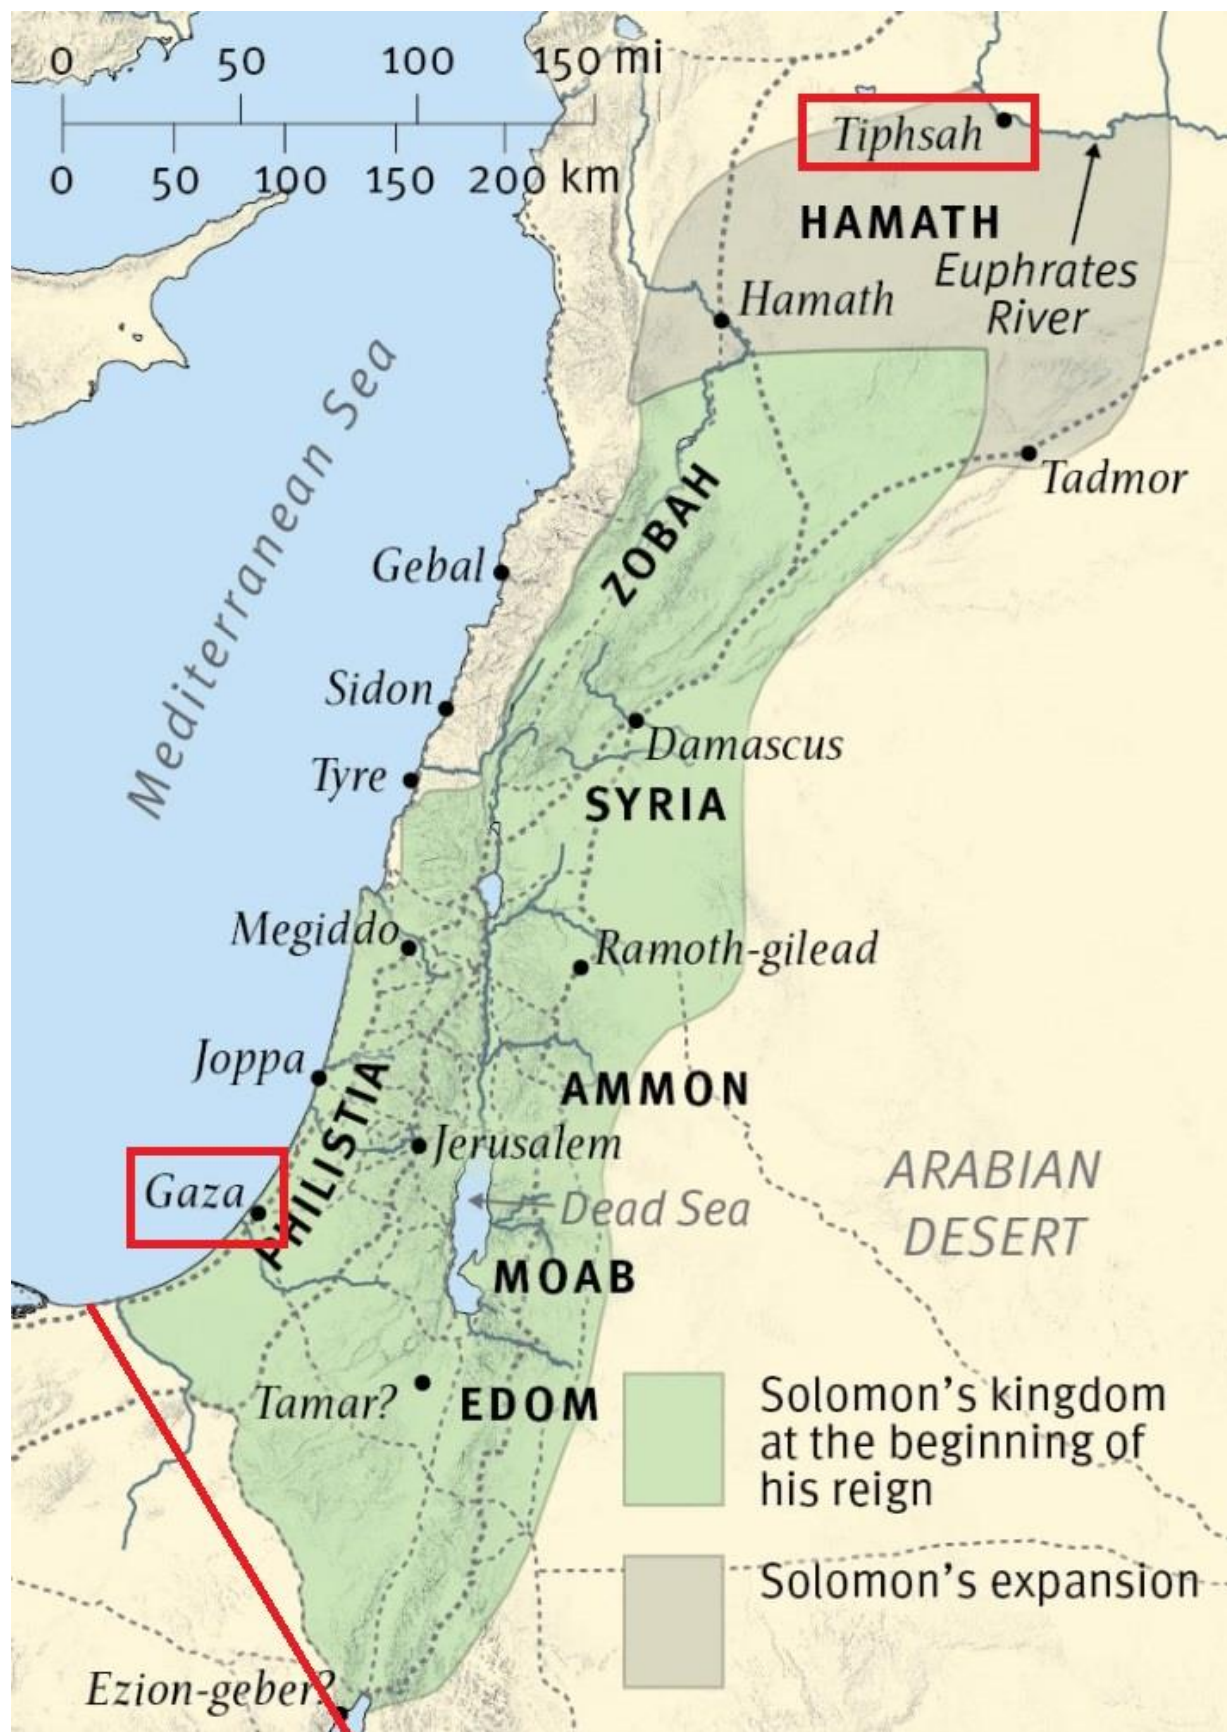 0 50 100 150 mi
0 50 100 150 200 km
Tiphsah
HAMATH
Euphrates
River
Hamath
Tadmor
Mediterranean Sea
ZOBAH
Gebal
Sidon
Damascus
Tyre
SYRIA
Megiddo
Ramoth-gilead
Joppa
PHILISTIA
AMMON
Jerusalem
Gaza
Dead Sea
ARABIAN
DESERT
MOAB
Tamar?
EDOM
Solomon’s kingdom
at the beginning of
his reign
Solomon’s expansion
Ezion-geber?